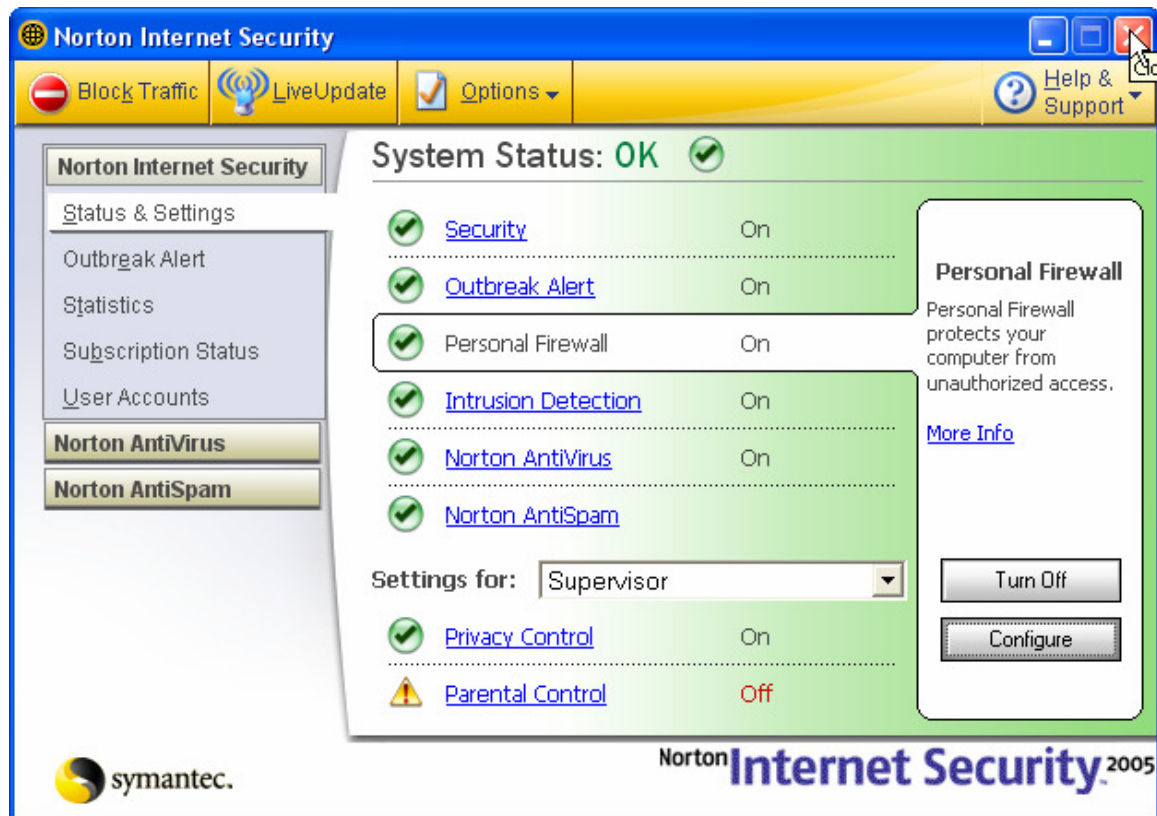 Norton Internet Security
Block Traffic
LiveUpdate
Options
Help &
Support
Norton Internet Security
Status & Settings
Outbreak Alert
Statistics
Subscription Status
User Accounts
Norton AntiVirus
Norton AntiSpam
System Status: OK
Security On
Outbreak Alert On
Personal Firewall On
Intrusion Detection On
Norton AntiVirus On
Norton AntiSpam
Settings for: Supervisor
Privacy Control On
Parental Control Off
Personal Firewall
Personal Firewall
protects your
computer from
unauthorized access.
More Info
Turn Off
Configure
symantec.
Norton Internet Security 2005